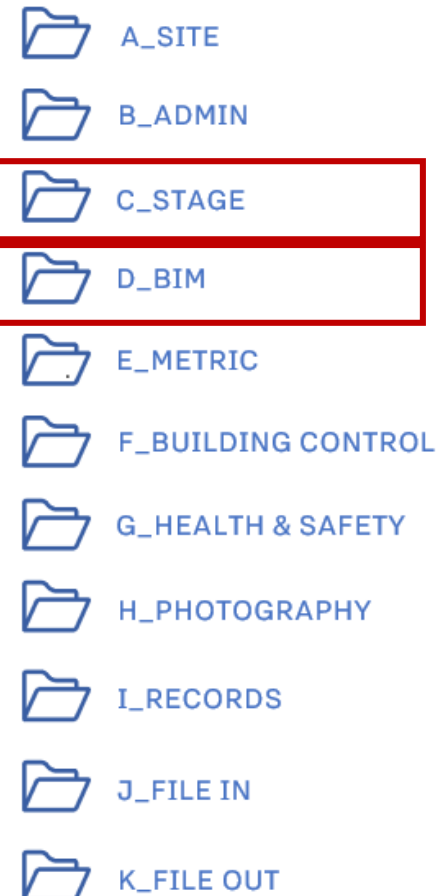 A_SITE
B_ADMIN
C_STAGE
D_BIM
E_METRIC
F_BUILDING CONTROL
G_HEALTH & SAFETY
H_PHOTOGRAPHY
I_RECORDS
J_FILE IN
K_FILE OUT